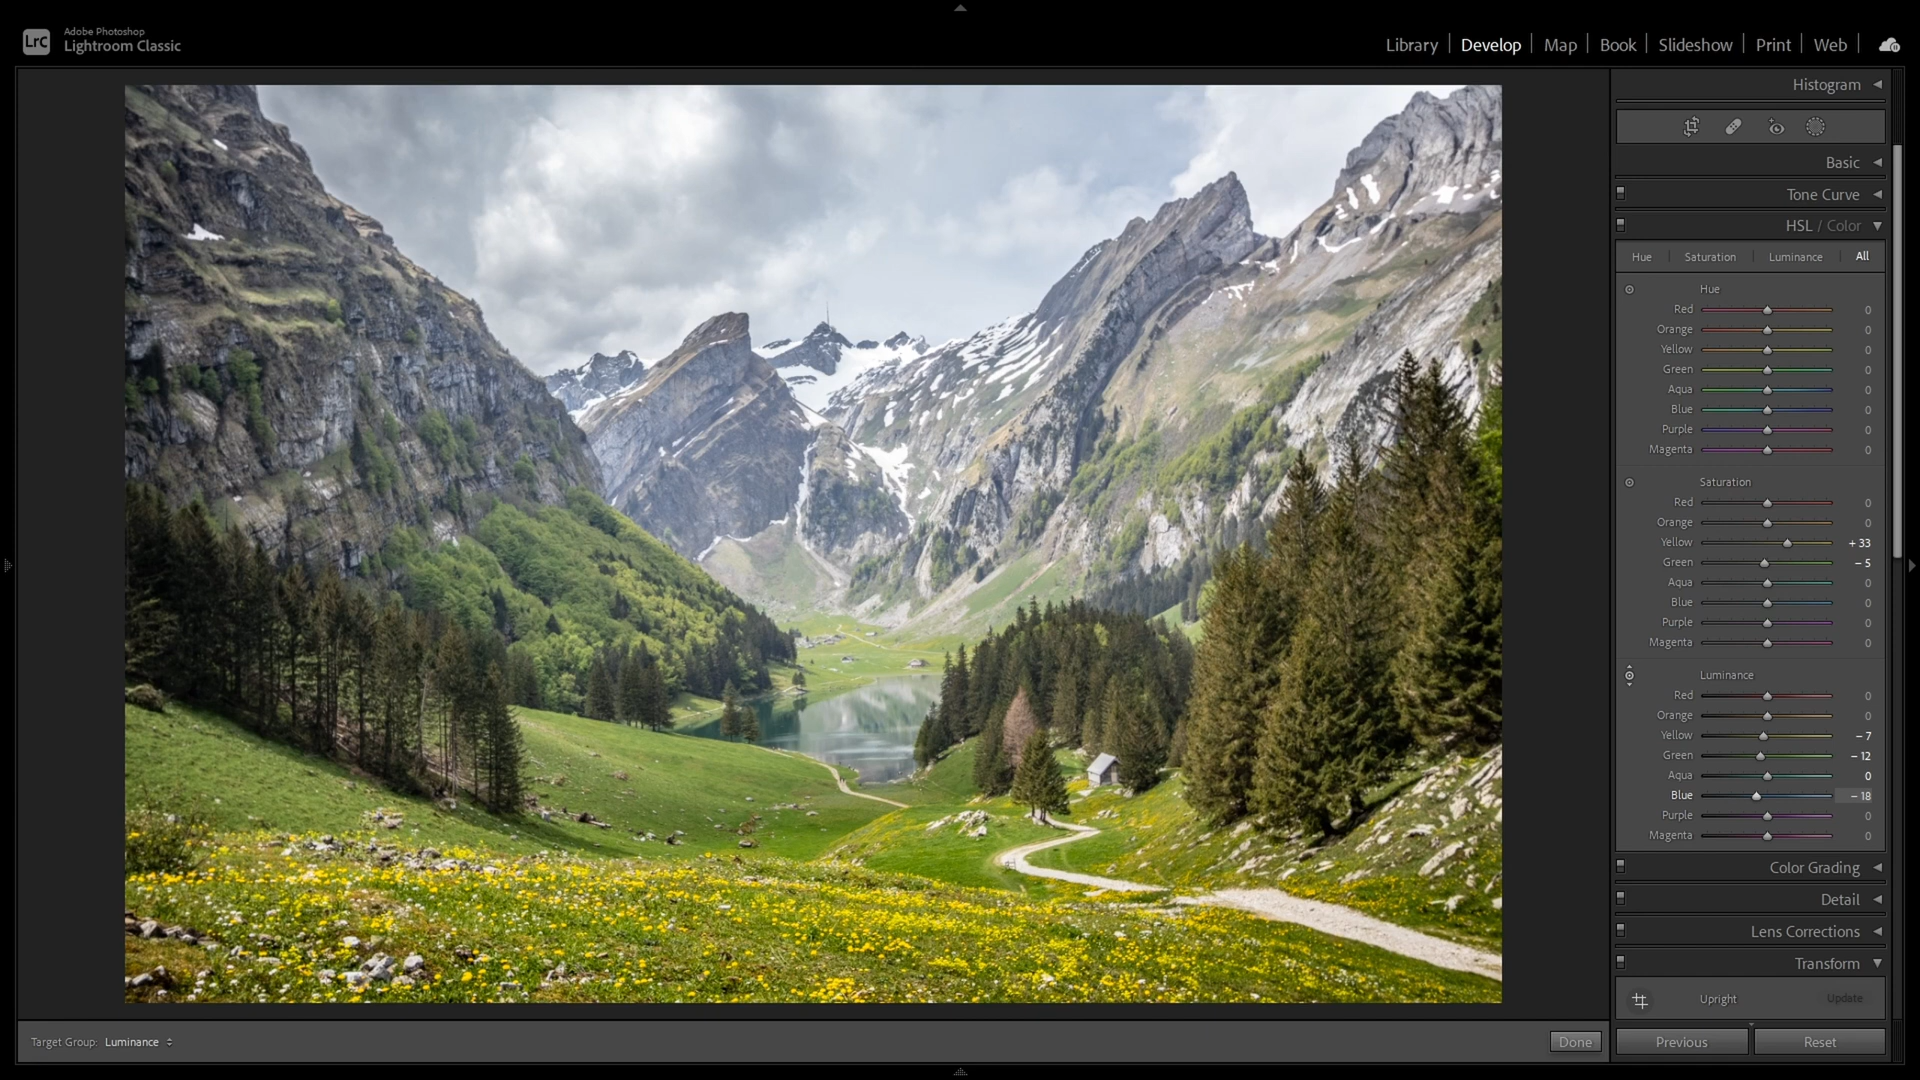 LrC
Adobe Photoshop
Lightroom Classic
Library Develop Map Book Slideshow Print Web
Histogram
Basic
Tone Curve
HSL / Color
Hue Saturation Luminance All
Hue
Red 0
Orange 0
Yellow 0
Green 0
Aqua 0
Blue 0
Purple 0
Magenta 0
Saturation
Red 0
Orange 0
Yellow + 33
Green – 5
Aqua 0
Blue 0
Purple 0
Magenta 0
Luminance
Red 0
Orange 0
Yellow – 7
Green – 12
Aqua 0
Blue – 18
Purple 0
Magenta 0
Color Grading
Detail
Lens Corrections
Transform
Upright Update
Target Group: Luminance Done
Previous Reset